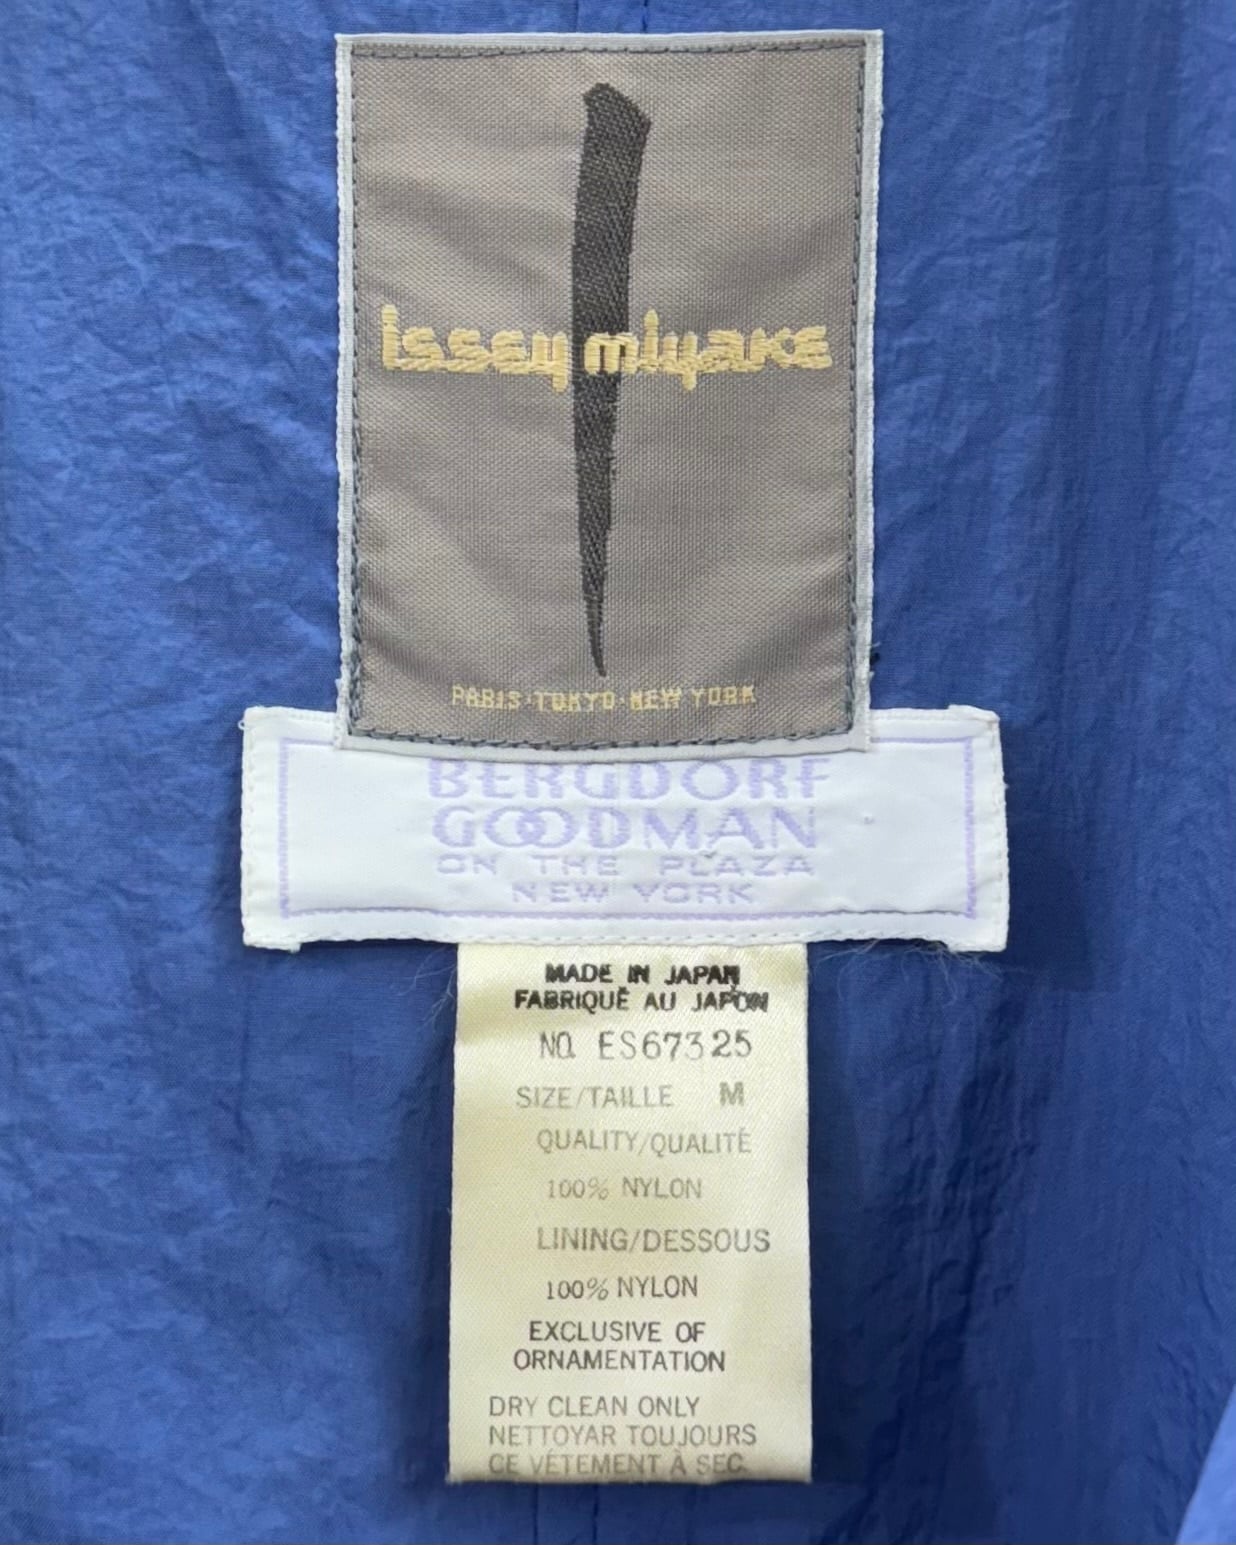 issey miyake
PARIS·TOKYO·NEW YORK
BERGDORF
GOODMAN
ON THE PLAZA
NEW YORK
MADE IN JAPAN
FABRIQUÉ AU JAPON
NO. ES67325
SIZE/TAILLE M
QUALITY/QUALITÉ
100% NYLON
LINING/DESSOUS
100% NYLON
EXCLUSIVE OF
ORNAMENTATION
DRY CLEAN ONLY
NETTOYAR TOUJOURS
CE VÉTEMENT À SEC.